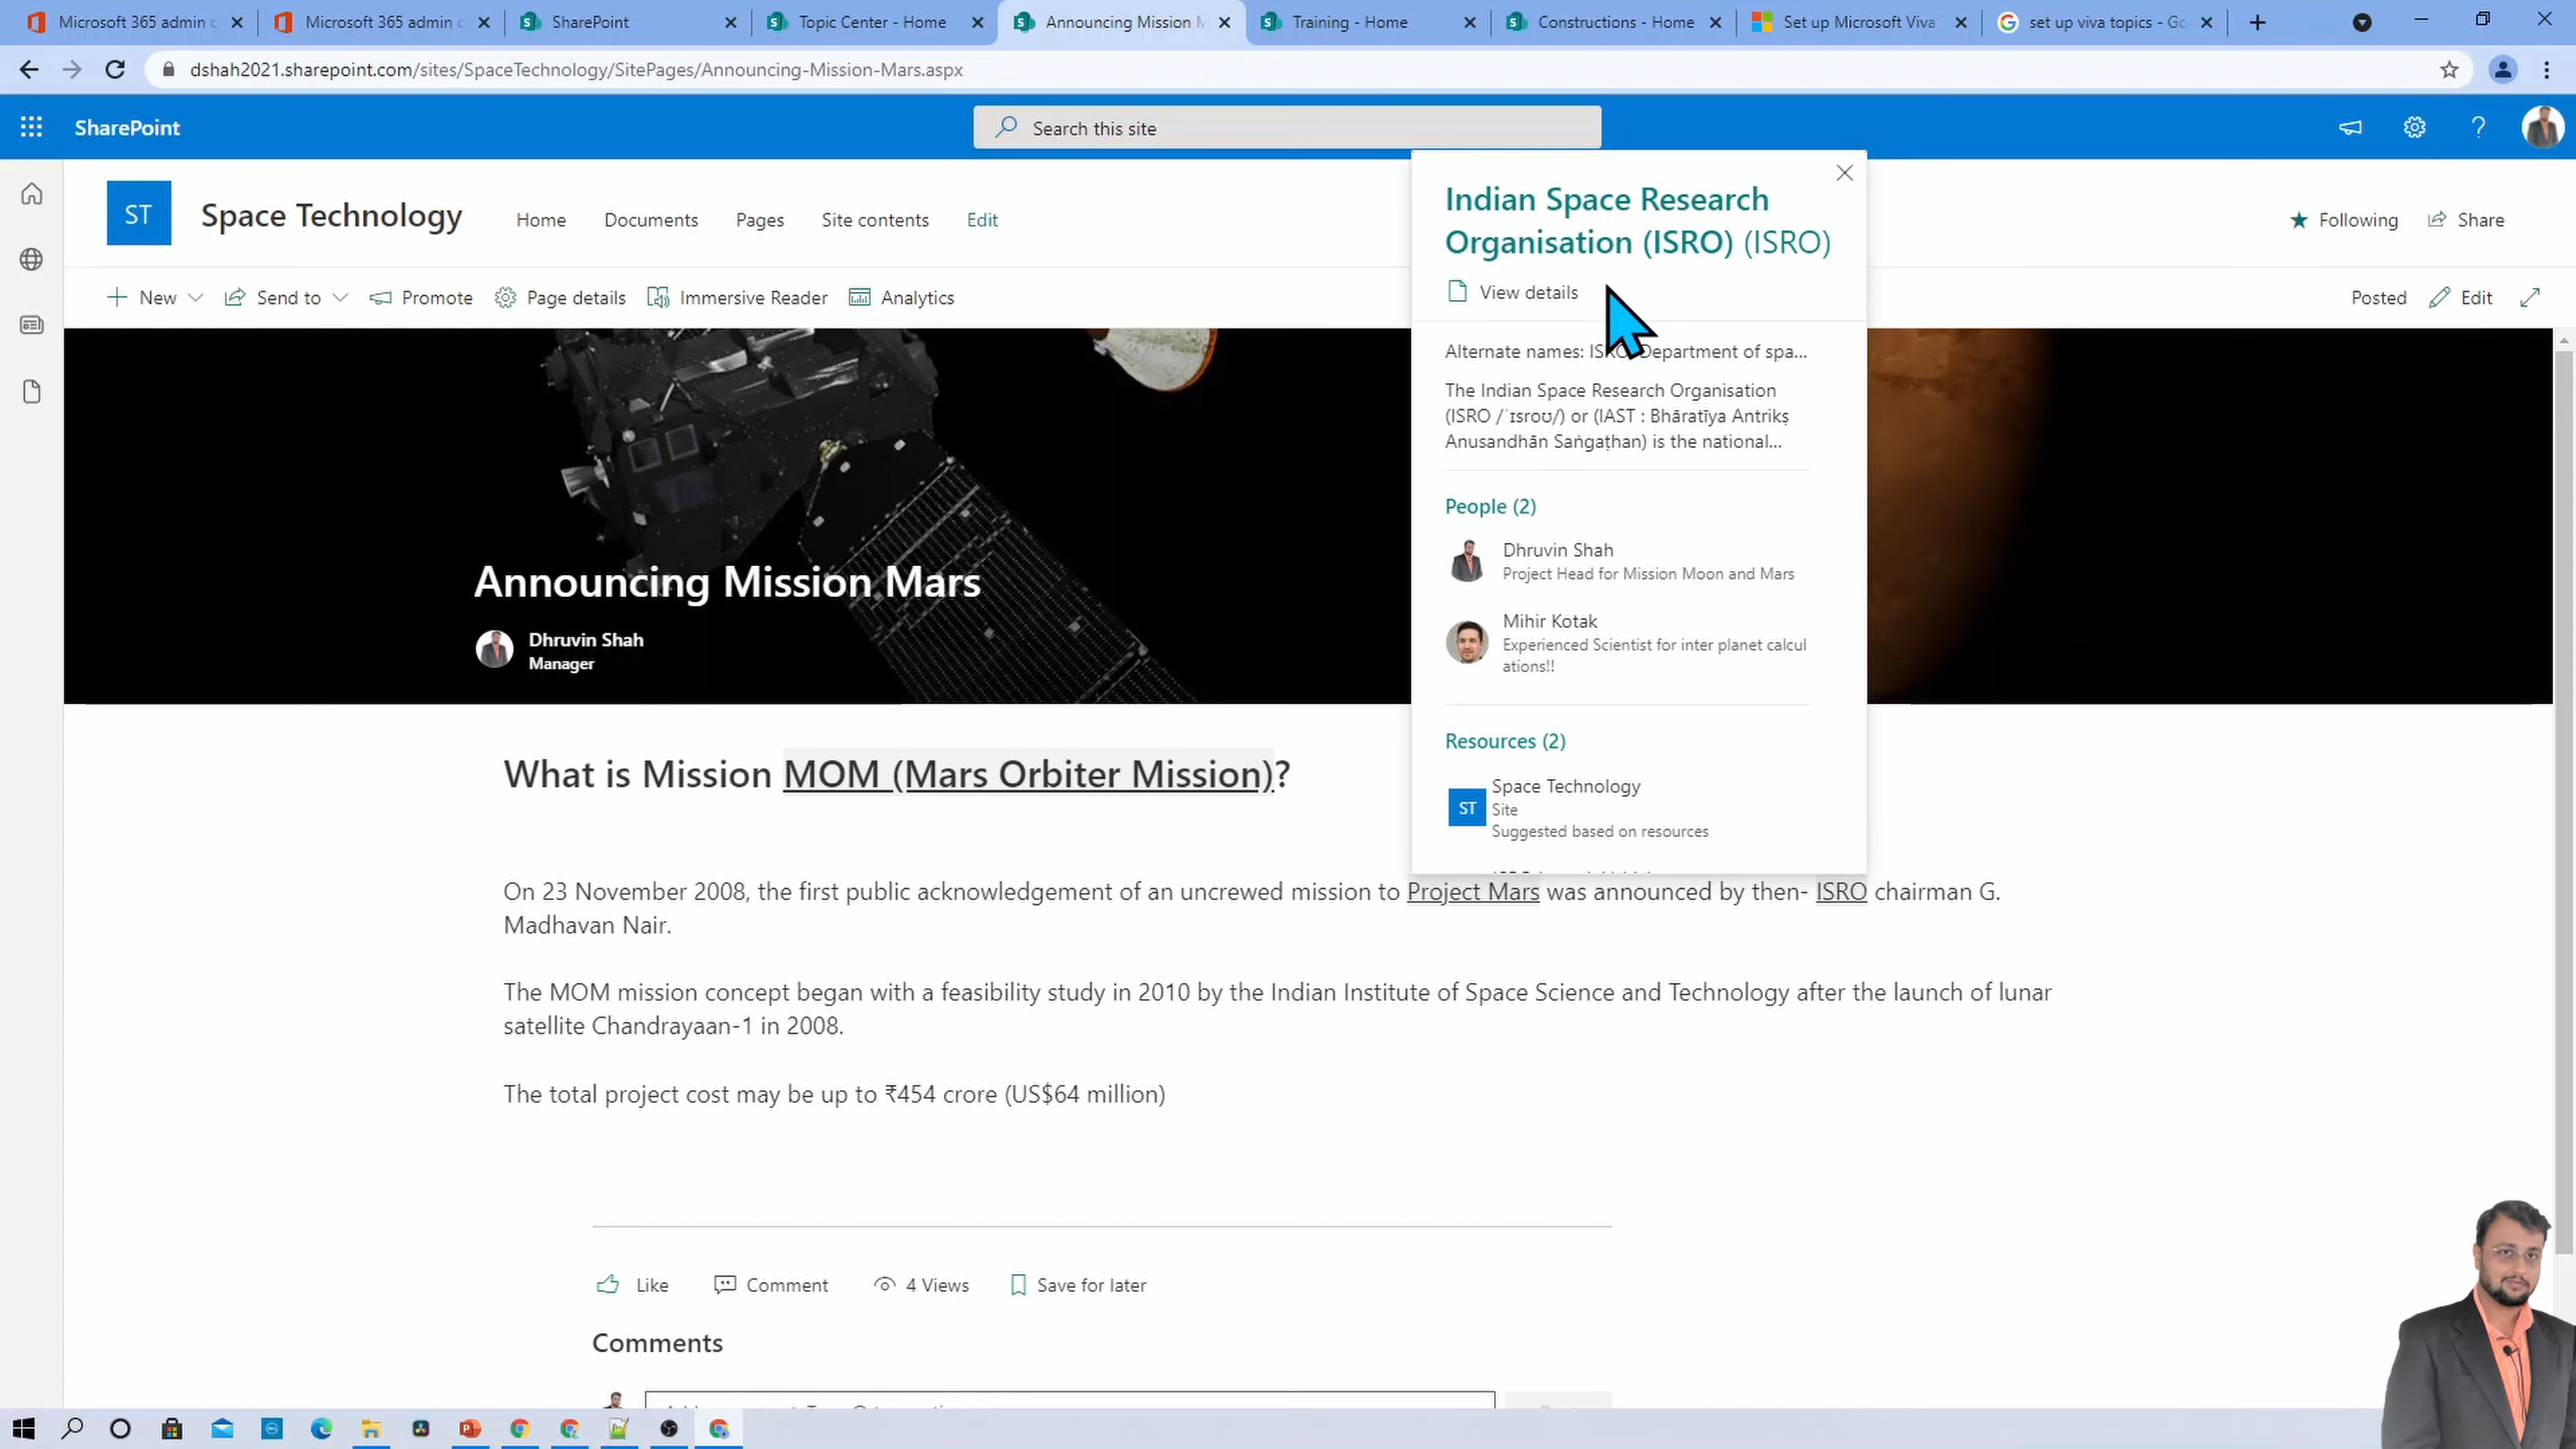 Microsoft 365 admin c
Microsoft 365 admin c
SharePoint
Topic Center - Home
Announcing Mission M
Training - Home
Constructions - Home
Set up Microsoft Viva
set up viva topics - Go
dshah2021.sharepoint.com/sites/SpaceTechnology/SitePages/Announcing-Mission-Mars.aspx
SharePoint
Search this site
ST
Space Technology
Home
Documents
Pages
Site contents
Edit
Following
Share
New
Send to
Promote
Page details
Immersive Reader
Analytics
Posted
Edit
Announcing Mission Mars
Dhruvin Shah
Manager
Indian Space Research
Organisation (ISRO) (ISRO)
View details
Alternate names: Department of spa...
The Indian Space Research Organisation
(ISRO /ˈɪsroʊ/) or (IAST : Bhāratīya Antrikṣ
Anusandhān Saṅgaṭhan) is the national...
People (2)
Dhruvin Shah
Project Head for Mission Moon and Mars
Mihir Kotak
Experienced Scientist for inter planet calcul
ations!!
Resources (2)
ST
Space Technology
Site
Suggested based on resources
What is Mission MOM (Mars Orbiter Mission)?
On 23 November 2008, the first public acknowledgement of an uncrewed mission to Project Mars was announced by then- ISRO chairman G.
Madhavan Nair.
The MOM mission concept began with a feasibility study in 2010 by the Indian Institute of Space Science and Technology after the launch of lunar
satellite Chandrayaan-1 in 2008.
The total project cost may be up to ₹454 crore (US$64 million)
Like
Comment
4 Views
Save for later
Comments